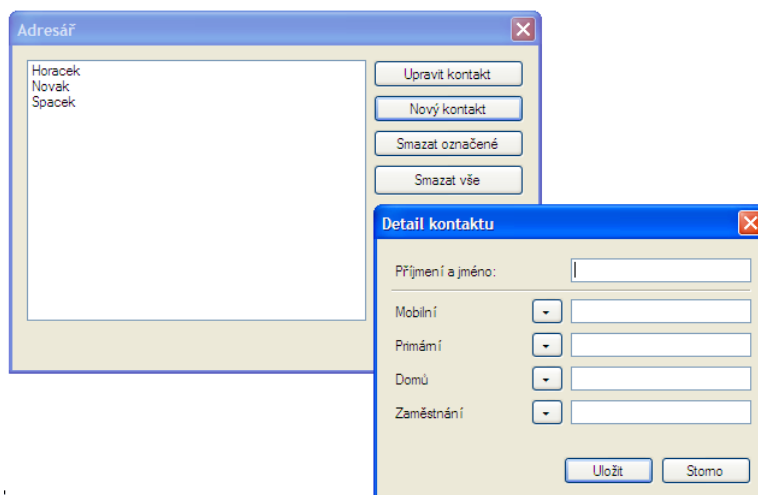 Adresář
Horacek
Novak
Spacek
Upravit kontakt
Nový kontakt
Smazat označené
Smazat vše
Detail kontaktu
Příjmení a jméno:
Mobilní
Primární
Domů
Zaměstnání
Uložit
Storno